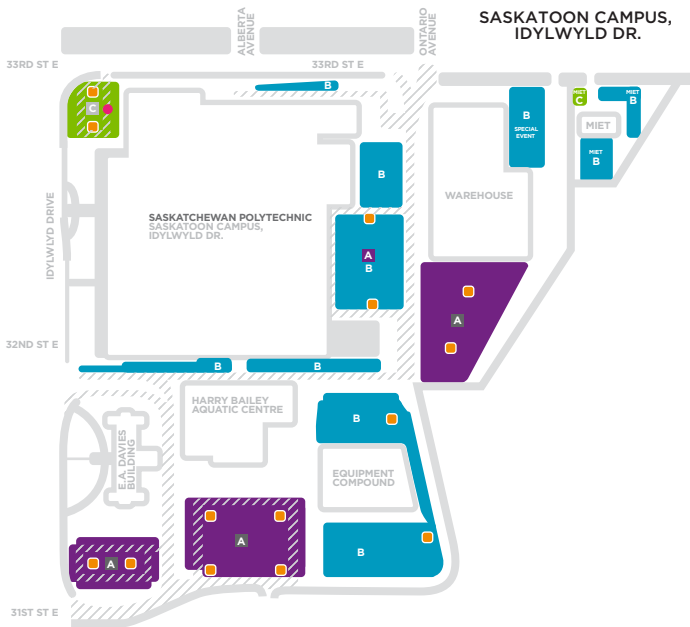 SASKATOON CAMPUS,
IDYLWYLD DR.
ALBERTA
AVENUE
ONTARIO
AVENUE
33RD ST E
33RD ST E
B
C
B
SPECIAL
EVENT
MIET
C
MIET
B
MIET
MIET
B
B
WAREHOUSE
IDYLWYLD DRIVE
SASKATCHEWAN POLYTECHNIC
SASKATOON CAMPUS,
IDYLWYLD DR.
A
B
A
32ND ST E
B
B
HARRY BAILEY
AQUATIC CENTRE
B
E.A. DAVIES
BUILDING
EQUIPMENT
COMPOUND
A
A
B
31ST ST E